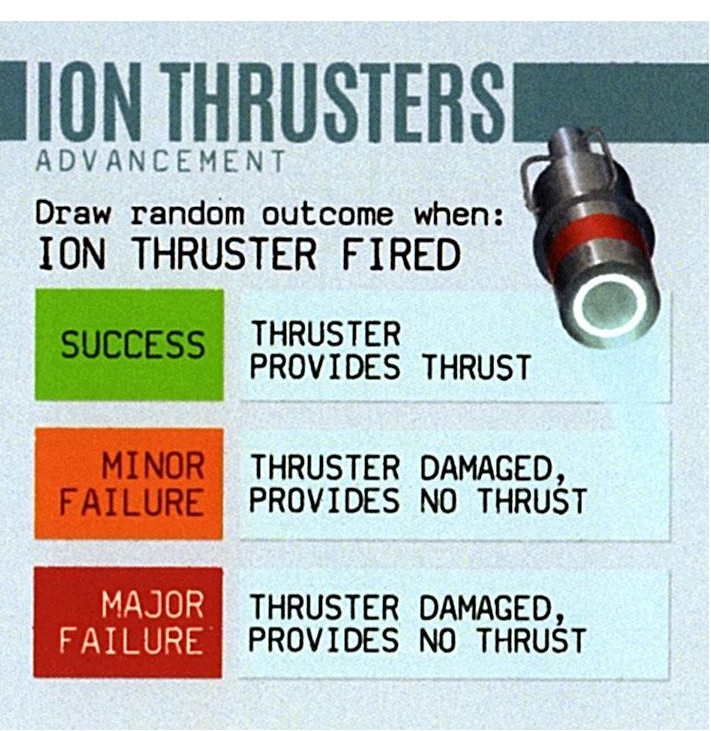 ION THRUSTERS
ADVANCEMENT
Draw random outcome when:
ION THRUSTER FIRED
SUCCESS
THRUSTER
PROVIDES THRUST
MINOR
FAILURE
THRUSTER DAMAGED,
PROVIDES NO THRUST
MAJOR
FAILURE
THRUSTER DAMAGED,
PROVIDES NO THRUST